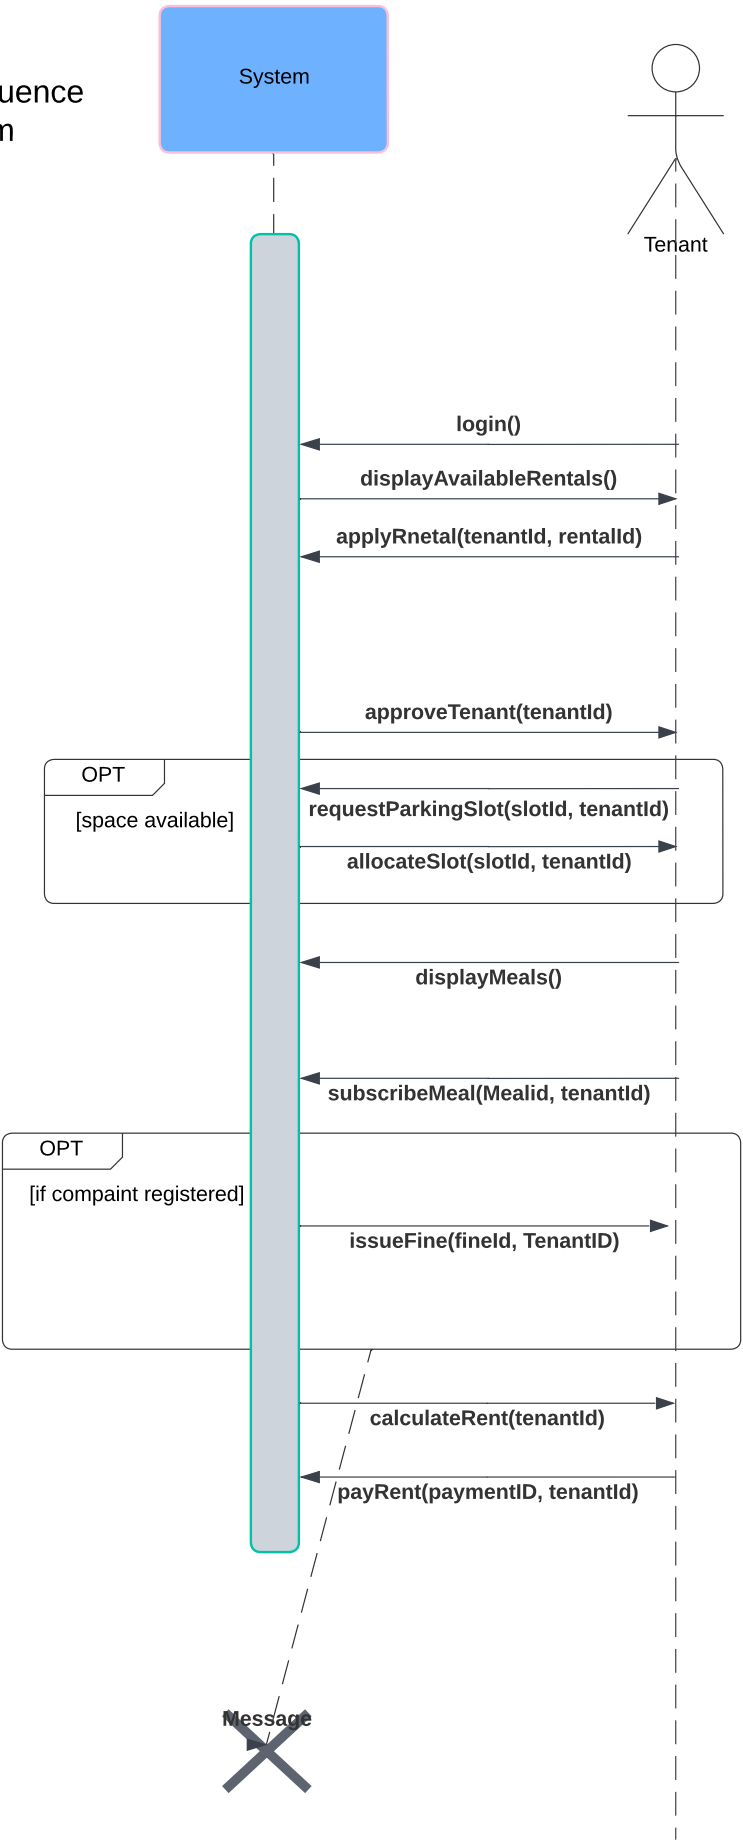 System
uence
m
Tenant
login()
displayAvailableRentals()
applyRnetal(tenantId, rentalId)
approveTenant(tenantId)
OPT
[space available]
requestParkingSlot(slotId, tenantId)
allocateSlot(slotId, tenantId)
displayMeals()
subscribeMeal(Mealid, tenantId)
OPT
[if compaint registered]
issueFine(fineId, TenantID)
calculateRent(tenantId)
payRent(paymentID, tenantId)
Message